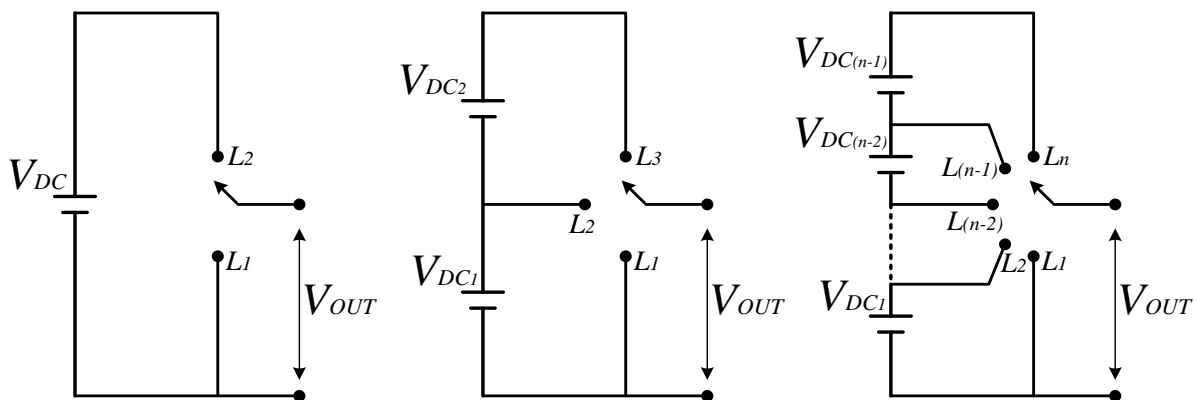 V_DC
L2
L1
V_OUT
V_DC2
V_DC1
L3
L2
L1
V_OUT
V_DC(n-1)
V_DC(n-2)
V_DC1
L(n-1)
Ln
L(n-2)
L2
L1
V_OUT